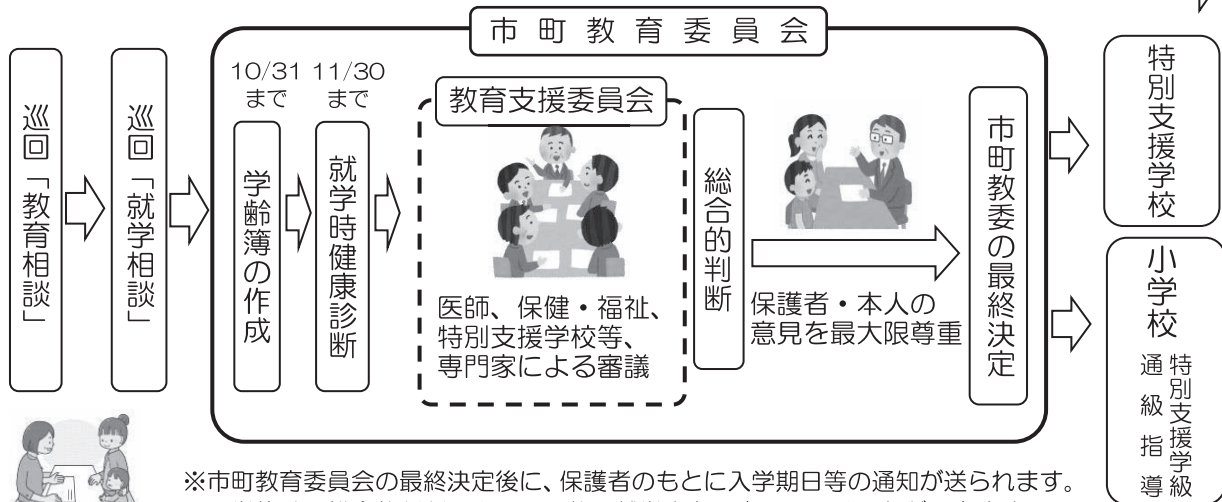 市町教育委員会
巡回「教育相談」
巡回「就学相談」
10/31
まで
学齢簿の作成
11/30
まで
就学時健康診断
教育支援委員会
医師、保健・福祉、
特別支援学校等、
専門家による審議
総合的判断
保護者・本人の
意見を最大限尊重
市町教委の最終決定
特別支援学校
小学校
特別支援学級
通級指導
※市町教育委員会の最終決定後に、保護者のもとに入学期日等の通知が送られます。